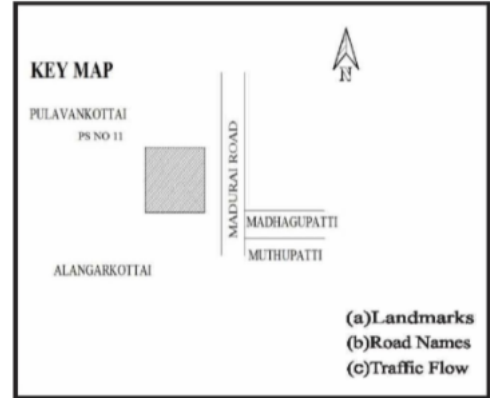 N
KEY MAP
PULAVANKOTTAI
PS NO 11
MADURAI ROAD
MADHAGUPATTI
MUTHUPATTI
ALANGARKOTTAI
(a)Landmarks
(b)Road Names
(c)Traffic Flow